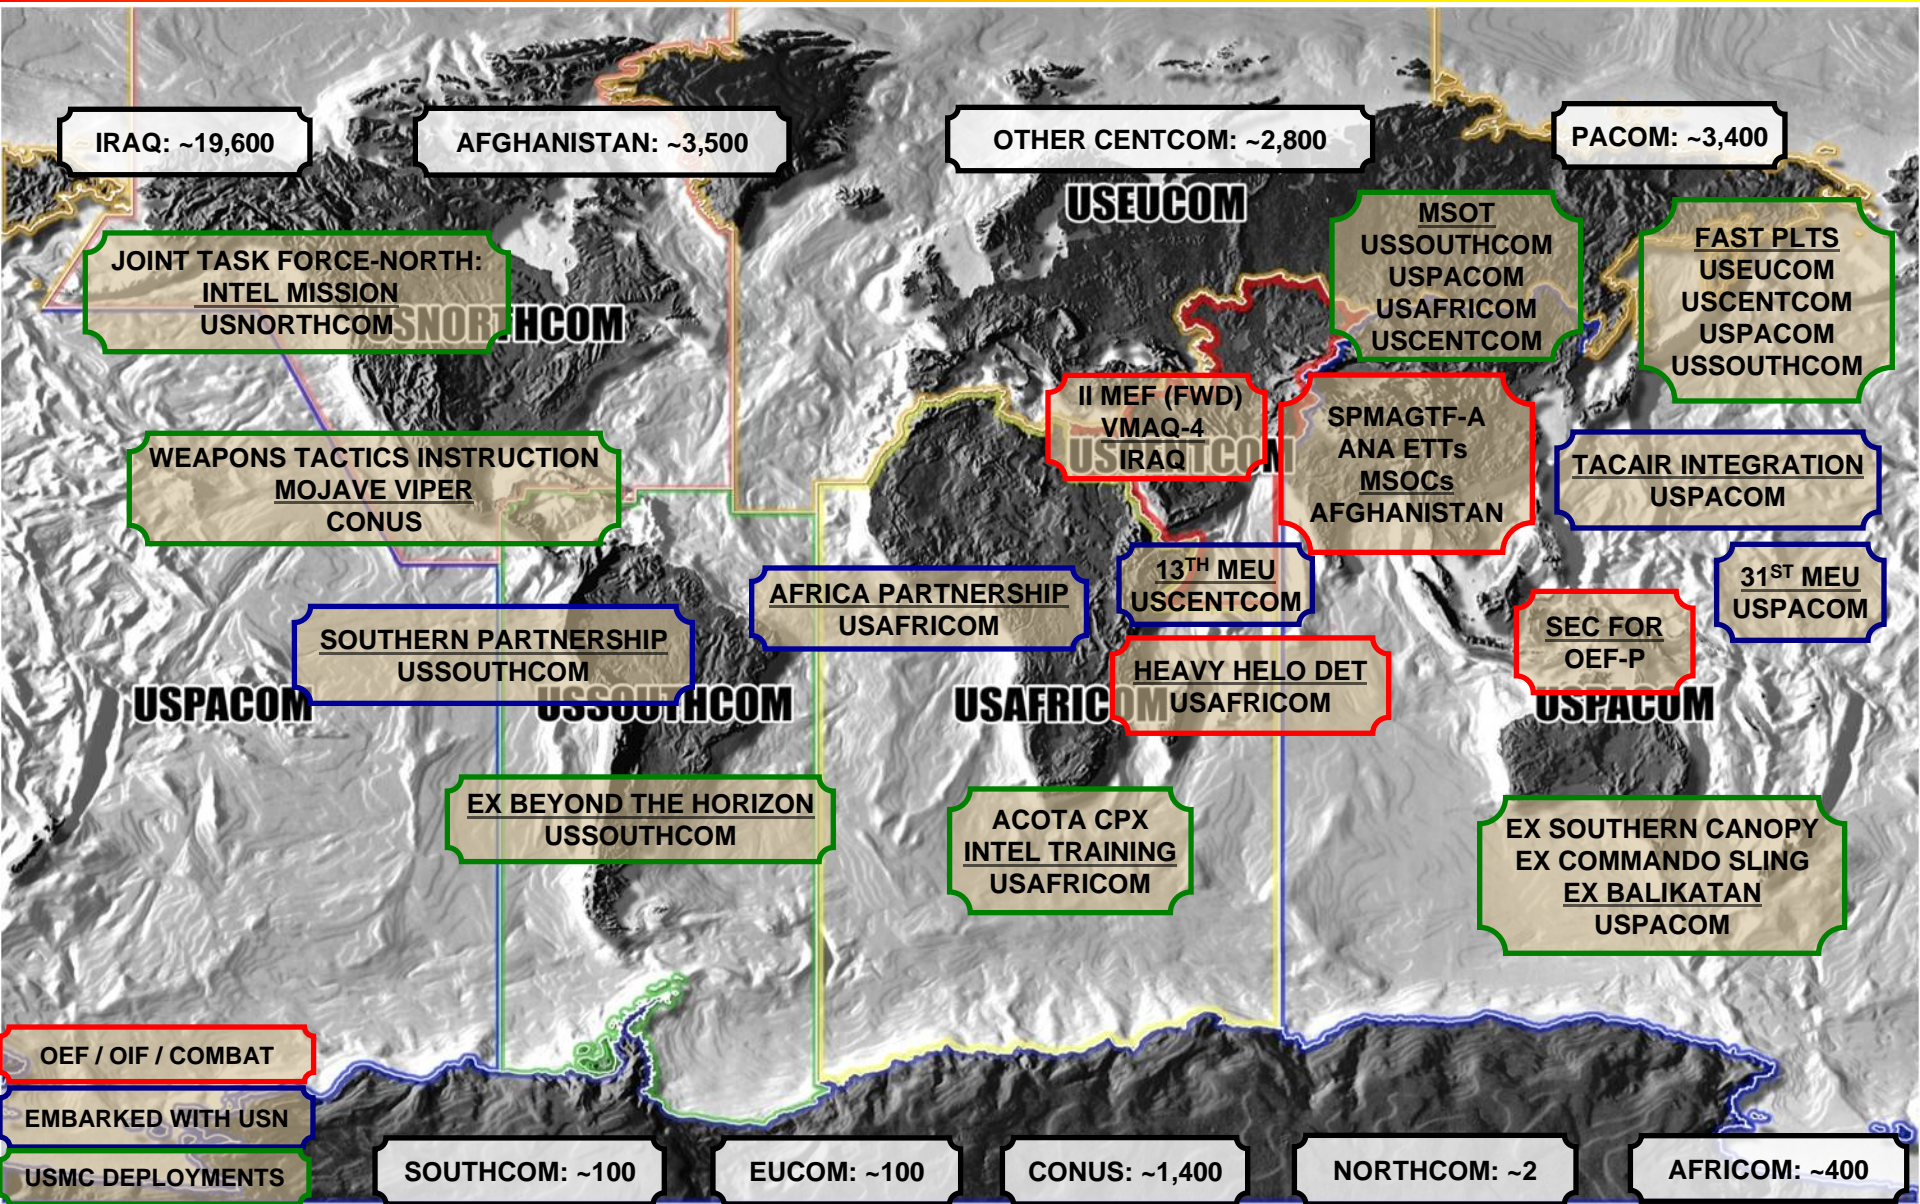 IRAQ: ~19,600
AFGHANISTAN: ~3,500
OTHER CENTCOM: ~2,800
PACOM: ~3,400
USEUCOM
JOINT TASK FORCE-NORTH:
INTEL MISSION
USNORTHCOM
USNORTHCOM
MSOT
USSOUTHCOM
USPACOM
USAFRICOM
USCENTCOM
FAST PLTS
USEUCOM
USCENTCOM
USPACOM
USSOUTHCOM
WEAPONS TACTICS INSTRUCTION
MOJAVE VIPER
CONUS
II MEF (FWD)
VMAQ-4
IRAQ
USCENTCOM
SPMAGTF-A
ANA ETTs
MSOCs
AFGHANISTAN
TACAIR INTEGRATION
USPACOM
AFRICA PARTNERSHIP
USAFRICOM
13TH MEU
USCENTCOM
31ST MEU
USPACOM
SOUTHERN PARTNERSHIP
USSOUTHCOM
SEC FOR
OEF-P
HEAVY HELO DET
USAFRICOM
USPACOM
USSOUTHCOM
USAFRICOM
USPACOM
EX BEYOND THE HORIZON
USSOUTHCOM
ACOTA CPX
INTEL TRAINING
USAFRICOM
EX SOUTHERN CANOPY
EX COMMANDO SLING
EX BALIKATAN
USPACOM
OEF / OIF / COMBAT
EMBARKED WITH USN
USMC DEPLOYMENTS
SOUTHCOM: ~100
EUCOM: ~100
CONUS: ~1,400
NORTHCOM: ~2
AFRICOM: ~400